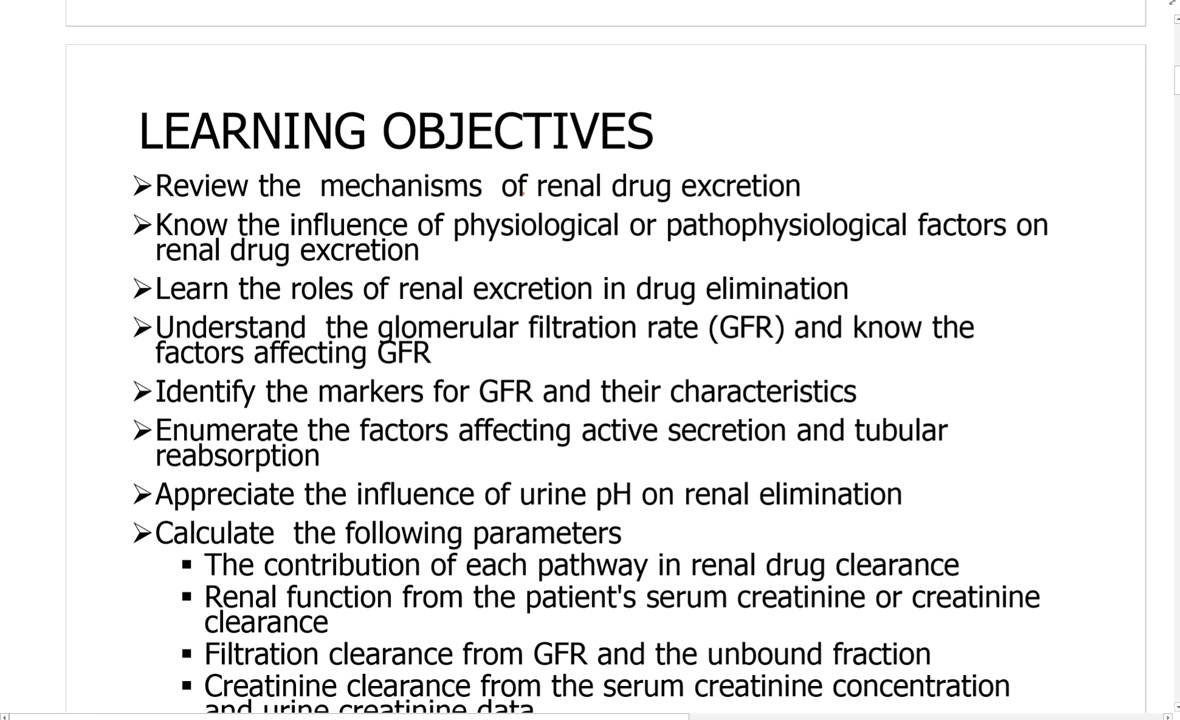 LEARNING OBJECTIVES
➢Review the mechanisms of renal drug excretion
➢Know the influence of physiological or pathophysiological factors on
renal drug excretion
➢Learn the roles of renal excretion in drug elimination
➢Understand the glomerular filtration rate (GFR) and know the
factors affecting GFR
➢Identify the markers for GFR and their characteristics
➢Enumerate the factors affecting active secretion and tubular
reabsorption
➢Appreciate the influence of urine pH on renal elimination
➢Calculate the following parameters
▪ The contribution of each pathway in renal drug clearance
▪ Renal function from the patient's serum creatinine or creatinine
clearance
▪ Filtration clearance from GFR and the unbound fraction
▪ Creatinine clearance from the serum creatinine concentration
and urine creatinine data